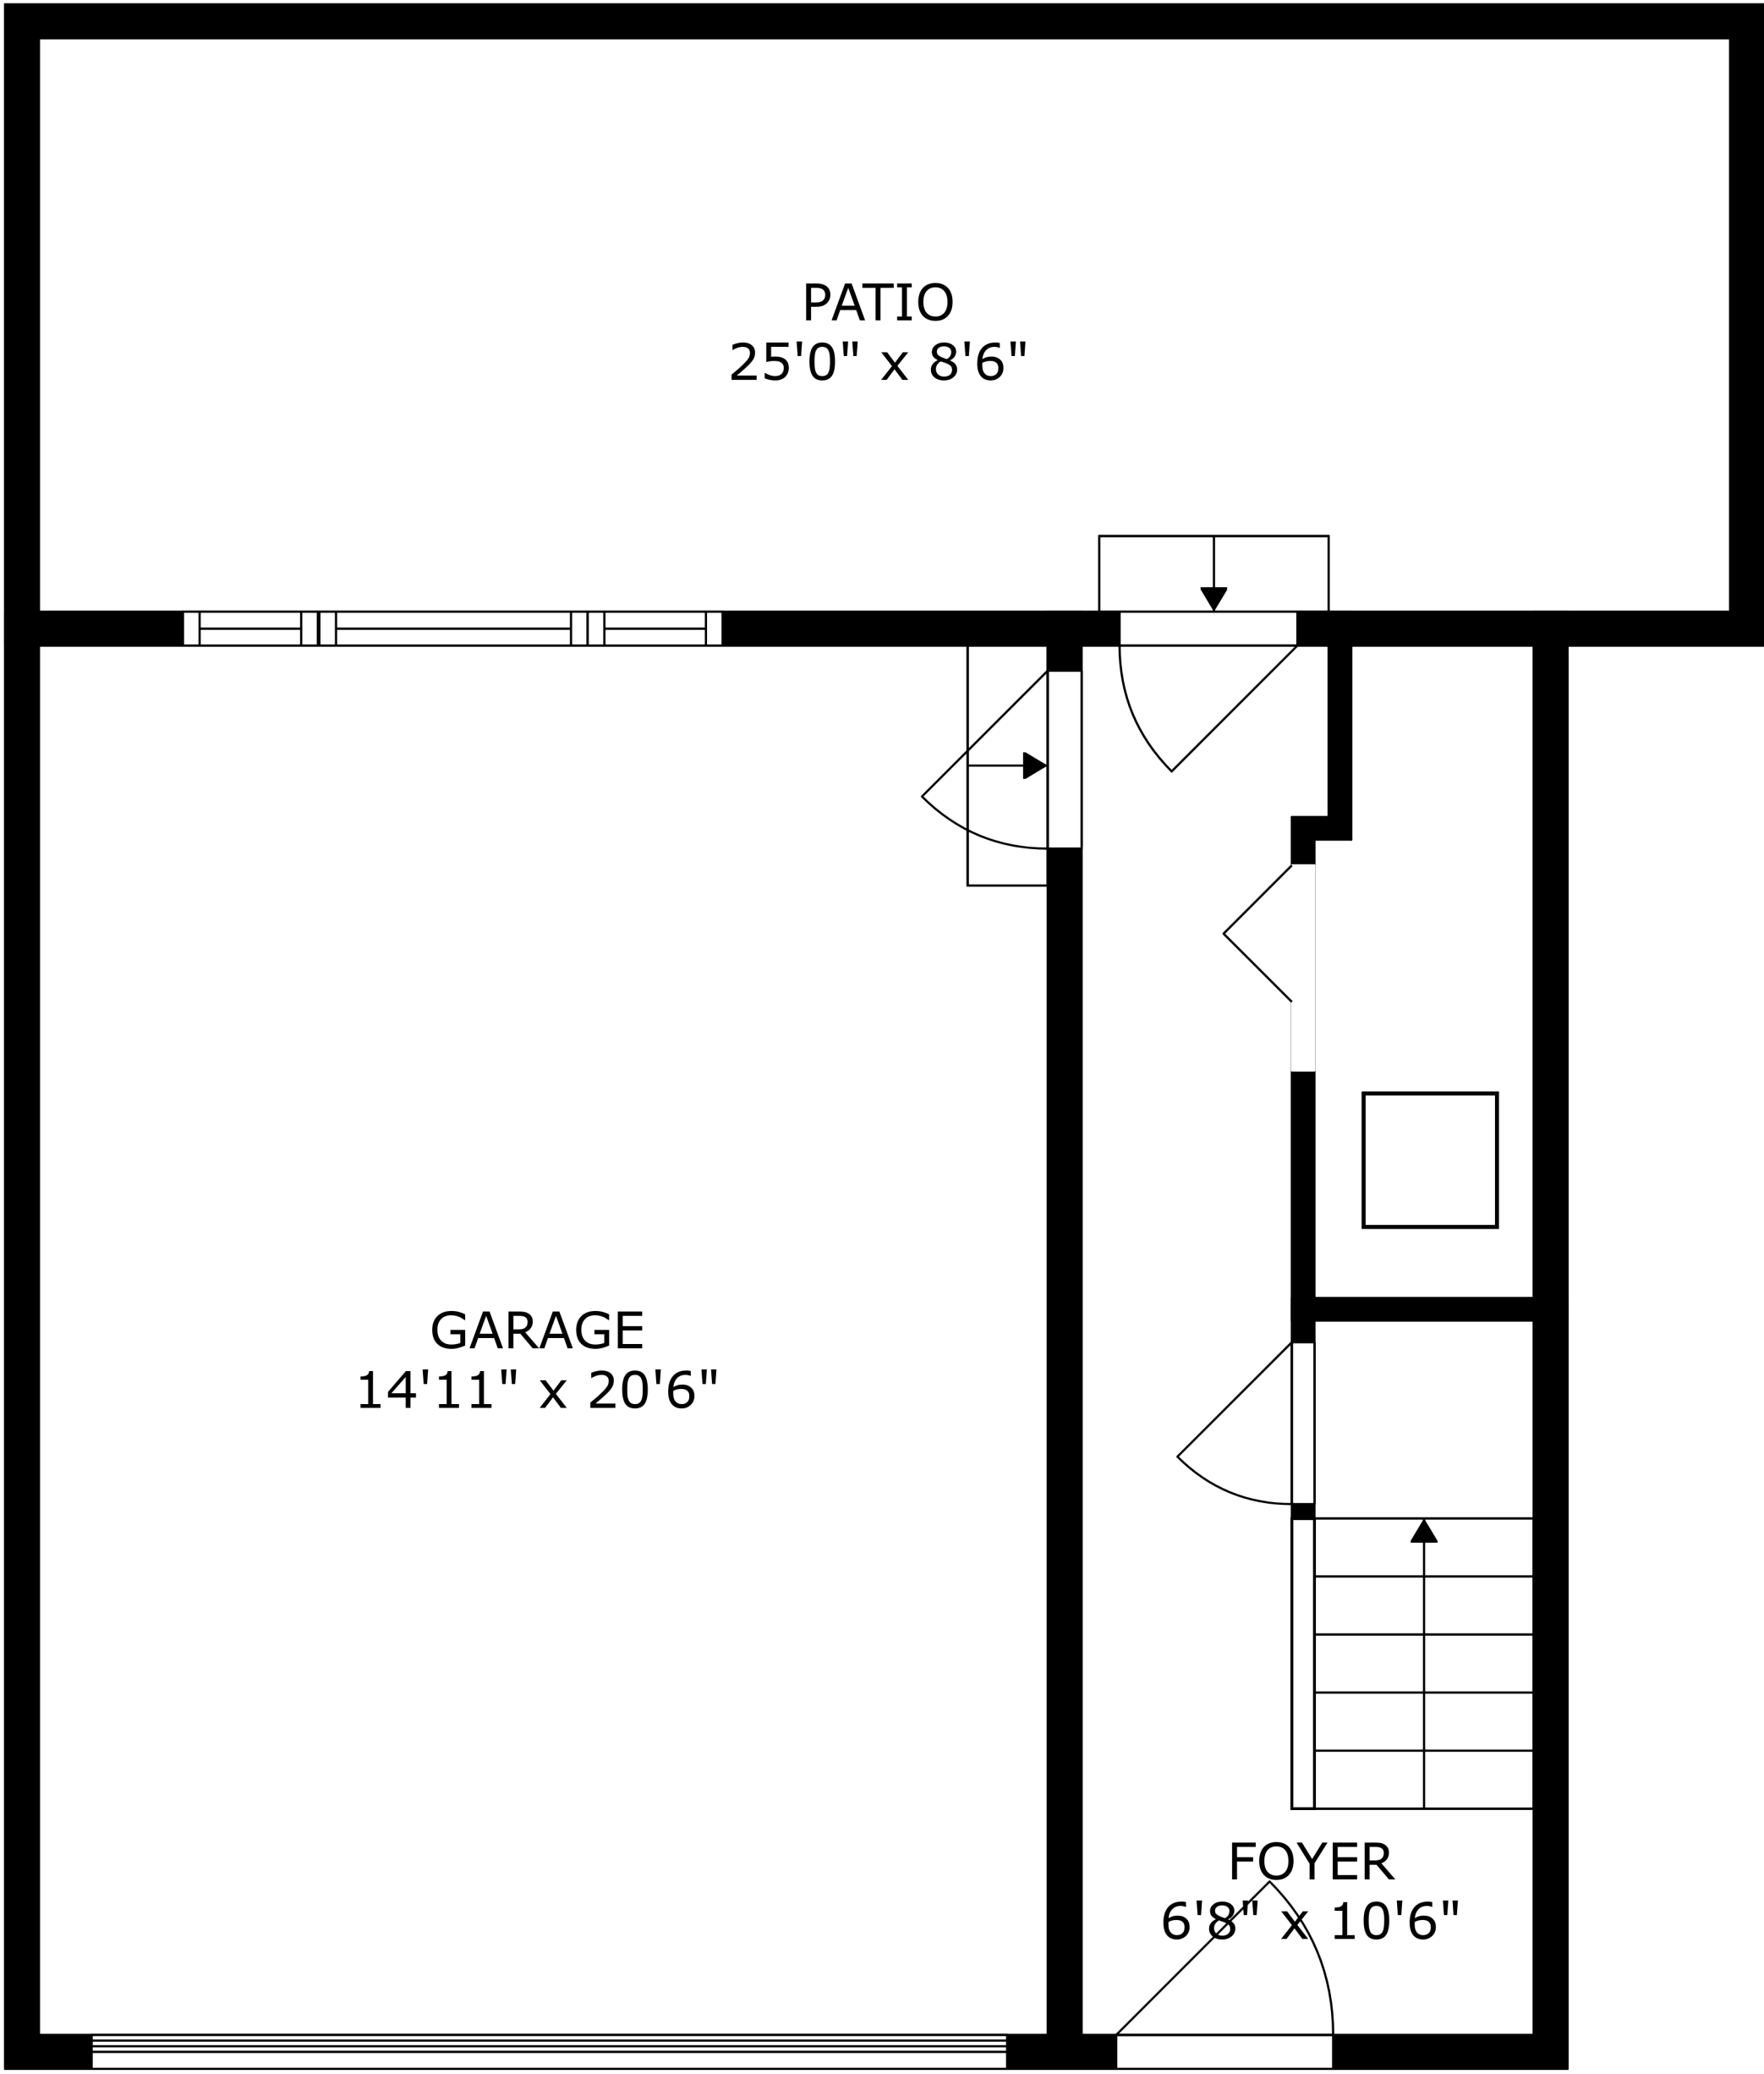 PATIO
25'0" x 8'6"
GARAGE
14'11" x 20'6"
FOYER
6'8" x 10'6"